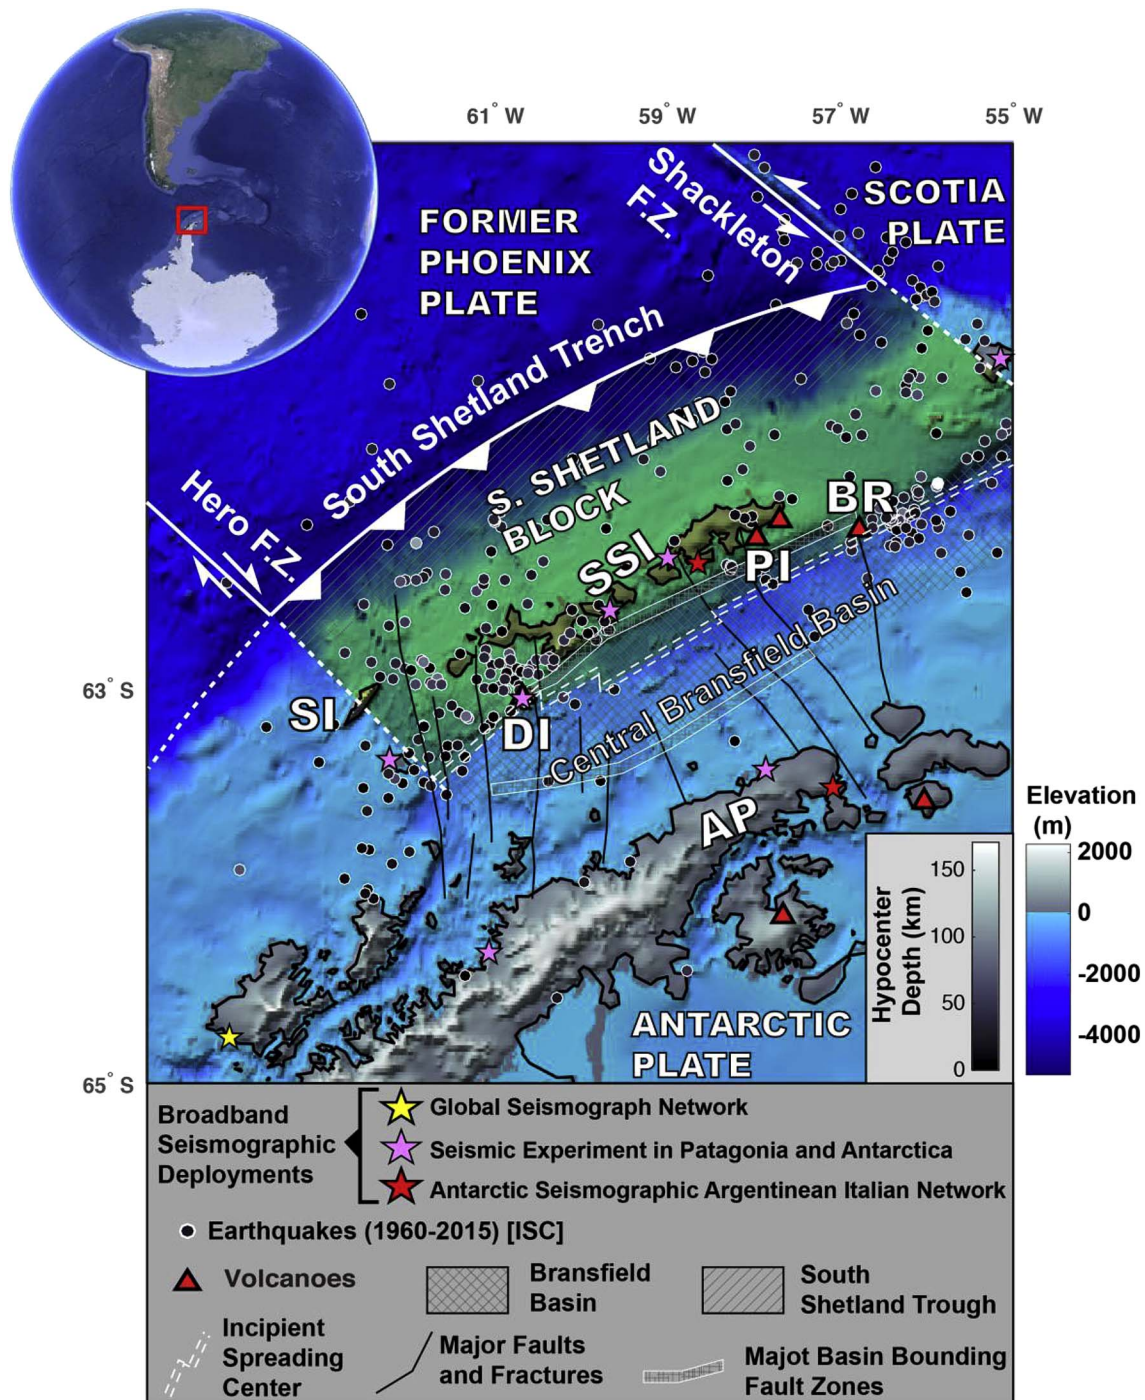 61° W
59° W
57° W
55° W
Shackleton
F.Z.
SCOTIA
PLATE
FORMER
PHOENIX
PLATE
South Shetland Trench
Hero F.Z.
S. SHETLAND
BLOCK
BR
SSI
PI
63° S
SI
DI
Central Bransfield Basin
AP
Elevation
(m)
2000
0
-2000
-4000
Hypocenter
Depth (km)
150
100
50
0
ANTARCTIC
PLATE
65° S
Broadband
Seismographic
Deployments
Global Seismograph Network
Seismic Experiment in Patagonia and Antarctica
Antarctic Seismographic Argentinean Italian Network
Earthquakes (1960-2015) [ISC]
Volcanoes
Bransfield
Basin
South
Shetland Trough
Incipient
Spreading
Center
Major Faults
and Fractures
Majot Basin Bounding
Fault Zones